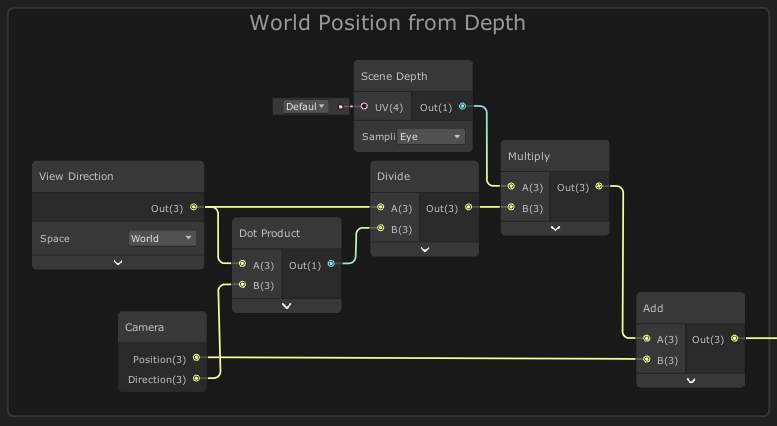 World Position from Depth
Scene Depth
Defaul
UV(4)
Out(1)
Sampli
Eye
View Direction
Out(3)
Space
World
Dot Product
A(3)
Out(1)
B(3)
Divide
A(3)
Out(3)
B(3)
Multiply
A(3)
Out(3)
B(3)
Camera
Position(3)
Direction(3)
Add
A(3)
Out(3)
B(3)